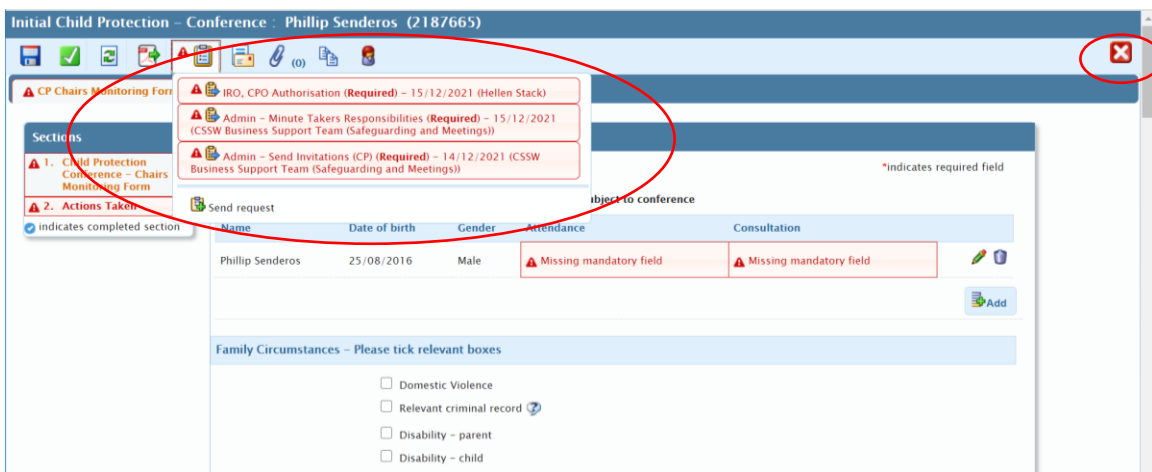 Initial Child Protection – Conference : Phillip Senderos (2187665)
(0)
CP Chairs Monitoring Form
IRO, CPO Authorisation (Required) – 15/12/2021 (Hellen Stack)
Admin – Minute Takers Responsibilities (Required) – 15/12/2021
(CSSW Business Support Team (Safeguarding and Meetings))
Admin – Send Invitations (CP) (Required) – 14/12/2021 (CSSW
Business Support Team (Safeguarding and Meetings))
Send request
Sections
1. Child Protection
Conference – Chairs
Monitoring Form
2. Actions Taken
indicates completed section
*indicates required field
subject to conference
Name Date of birth Gender Attendance Consultation
Phillip Senderos 25/08/2016 Male Missing mandatory field Missing mandatory field
Add
Family Circumstances – Please tick relevant boxes
Domestic Violence
Relevant criminal record
Disability – parent
Disability – child